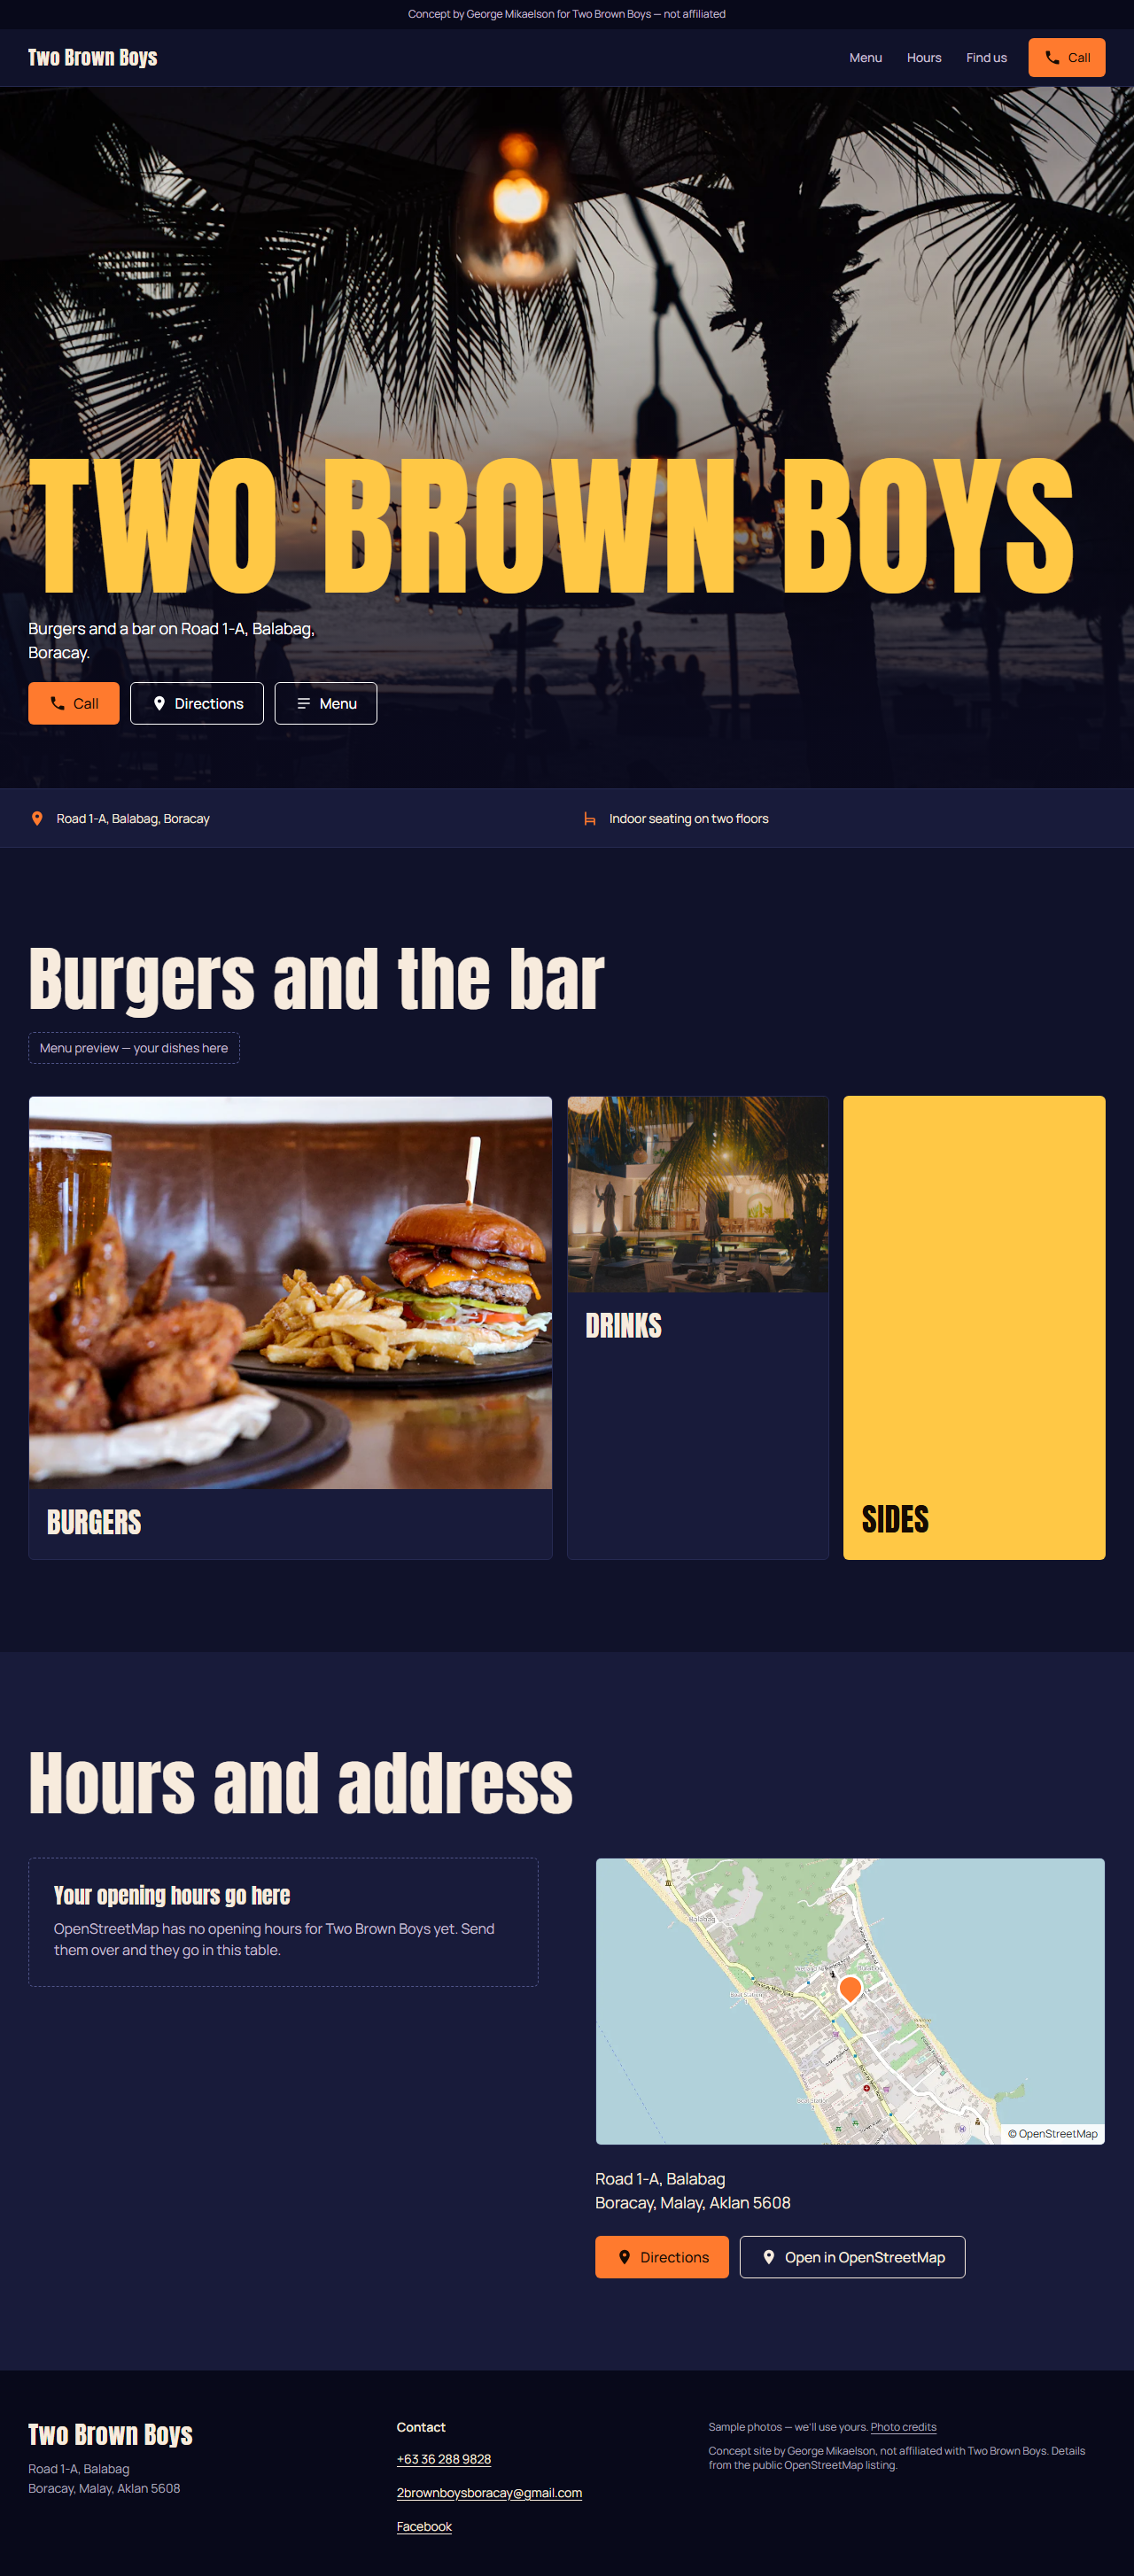 Concept by George Mikaelson for Two Brown Boys — not affiliated
Two Brown Boys
Menu
Hours
Find us
Call
TWO BROWN BOYS
Burgers and a bar on Road 1-A, Balabag,
Boracay.
Call
Directions
Menu
Road 1-A, Balabag, Boracay
Indoor seating on two floors
Burgers and the bar
Menu preview — your dishes here
BURGERS
DRINKS
SIDES
Hours and address
Your opening hours go here
OpenStreetMap has no opening hours for Two Brown Boys yet. Send
them over and they go in this table.
Balabag
Balabag
© OpenStreetMap
Road 1-A, Balabag
Boracay, Malay, Aklan 5608
Directions
Open in OpenStreetMap
Two Brown Boys
Road 1-A, Balabag
Boracay, Malay, Aklan 5608
Contact
+63 36 288 9828
2brownboysboracay@gmail.com
Facebook
Sample photos — we'll use yours. Photo credits
Concept site by George Mikaelson, not affiliated with Two Brown Boys. Details
from the public OpenStreetMap listing.